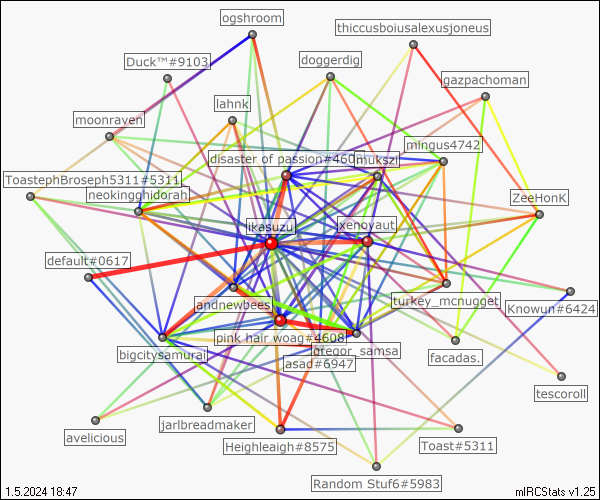 ogshroom
thiccusboiusalexusjoneus
Duck™#9103
doggerdig
gazpachoman
lahnk
moonraven
mingus4742
disaster of passion#460
mukszi
ToastephBroseph5311#5311
neokingghidorah
ZeeHonK
ikasuzu
xenoyaut
default#0617
andnewbees
turkey_mcnugget
Knowun#6424
pink hair woag#4608
gregor_samsa
bigcitysamurai
asad#6947
facadas.
tescoroll
jarlbreadmaker
avelicious
Heighleaigh#8575
Toast#5311
Random Stuf6#5983
1.5.2024 18:47
mIRCStats v1.25